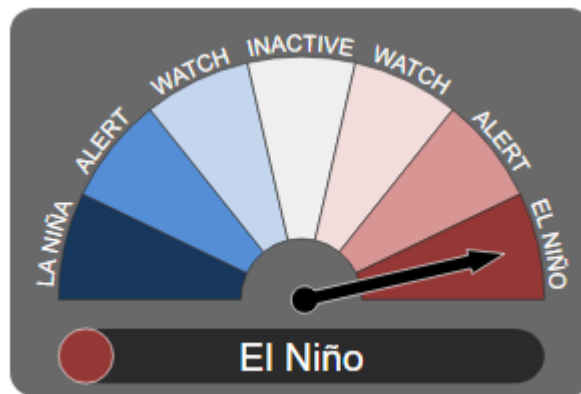 LA NIÑA
ALERT
WATCH
INACTIVE
WATCH
ALERT
EL NIÑO
El Niño